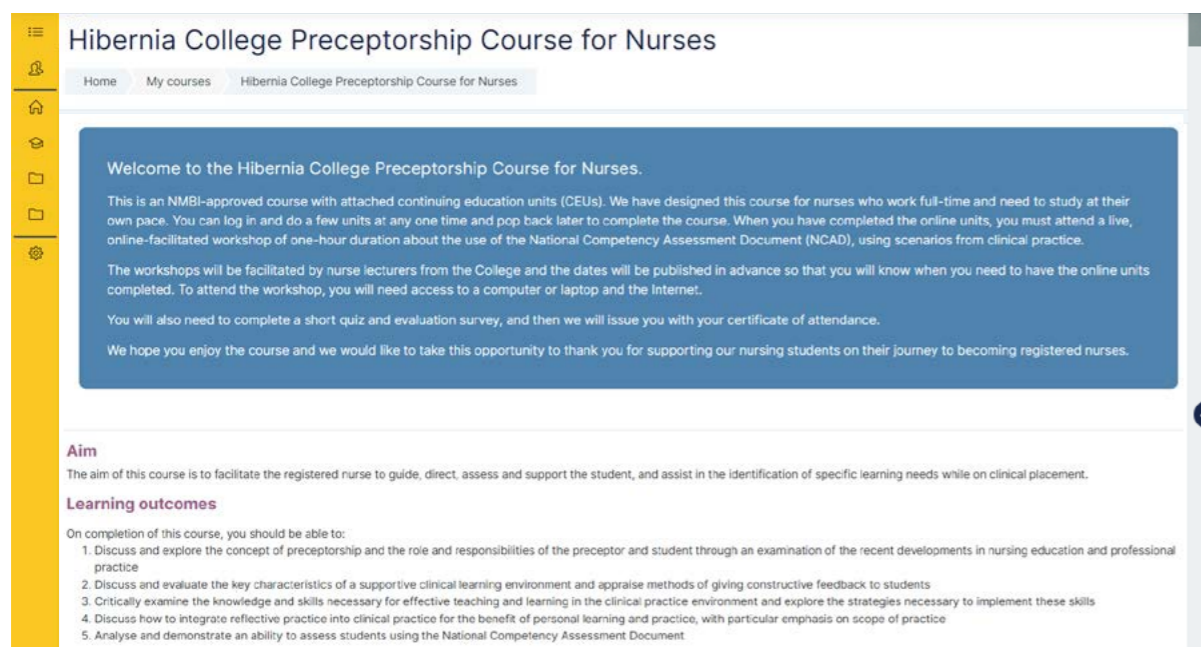 Hibernia College Preceptorship Course for Nurses
Home My courses Hibernia College Preceptorship Course for Nurses
Welcome to the Hibernia College Preceptorship Course for Nurses.
This is an NMBI-approved course with attached continuing education units (CEUs). We have designed this course for nurses who work full-time and need to study at their
own pace. You can log in and do a few units at any one time and pop back later to complete the course. When you have completed the online units, you must attend a live,
online-facilitated workshop of one-hour duration about the use of the National Competency Assessment Document (NCAD), using scenarios from clinical practice.
The workshops will be facilitated by nurse lecturers from the College and the dates will be published in advance so that you will know when you need to have the online units
completed. To attend the workshop, you will need access to a computer or laptop and the Internet.
You will also need to complete a short quiz and evaluation survey, and then we will issue you with your certificate of attendance.
We hope you enjoy the course and we would like to take this opportunity to thank you for supporting our nursing students on their journey to becoming registered nurses.
Aim
The aim of this course is to facilitate the registered nurse to guide, direct, assess and support the student, and assist in the identification of specific learning needs while on clinical placement.
Learning outcomes
On completion of this course, you should be able to:
1. Discuss and explore the concept of preceptorship and the role and responsibilities of the preceptor and student through an examination of the recent developments in nursing education and professional
practice
2. Discuss and evaluate the key characteristics of a supportive clinical learning environment and appraise methods of giving constructive feedback to students
3. Critically examine the knowledge and skills necessary for effective teaching and learning in the clinical practice environment and explore the strategies necessary to implement these skills
4. Discuss how to integrate reflective practice into clinical practice for the benefit of personal learning and practice, with particular emphasis on scope of practice
5. Analyse and demonstrate an ability to assess students using the National Competency Assessment Document